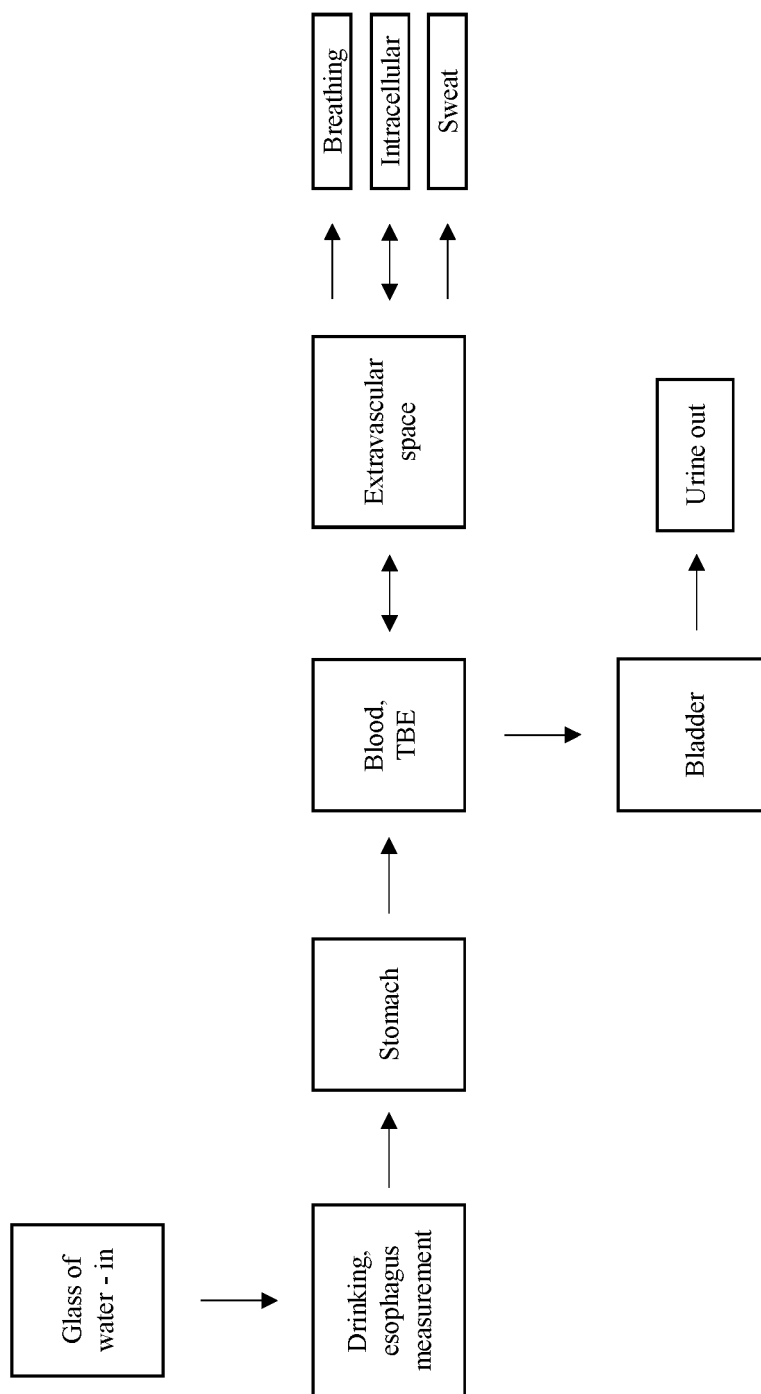 Glass of
water - in
Drinking,
esophagus
measurement
Stomach
Blood,
TBE
Extravascular
space
Breathing
Intracellular
Sweat
Bladder
Urine out